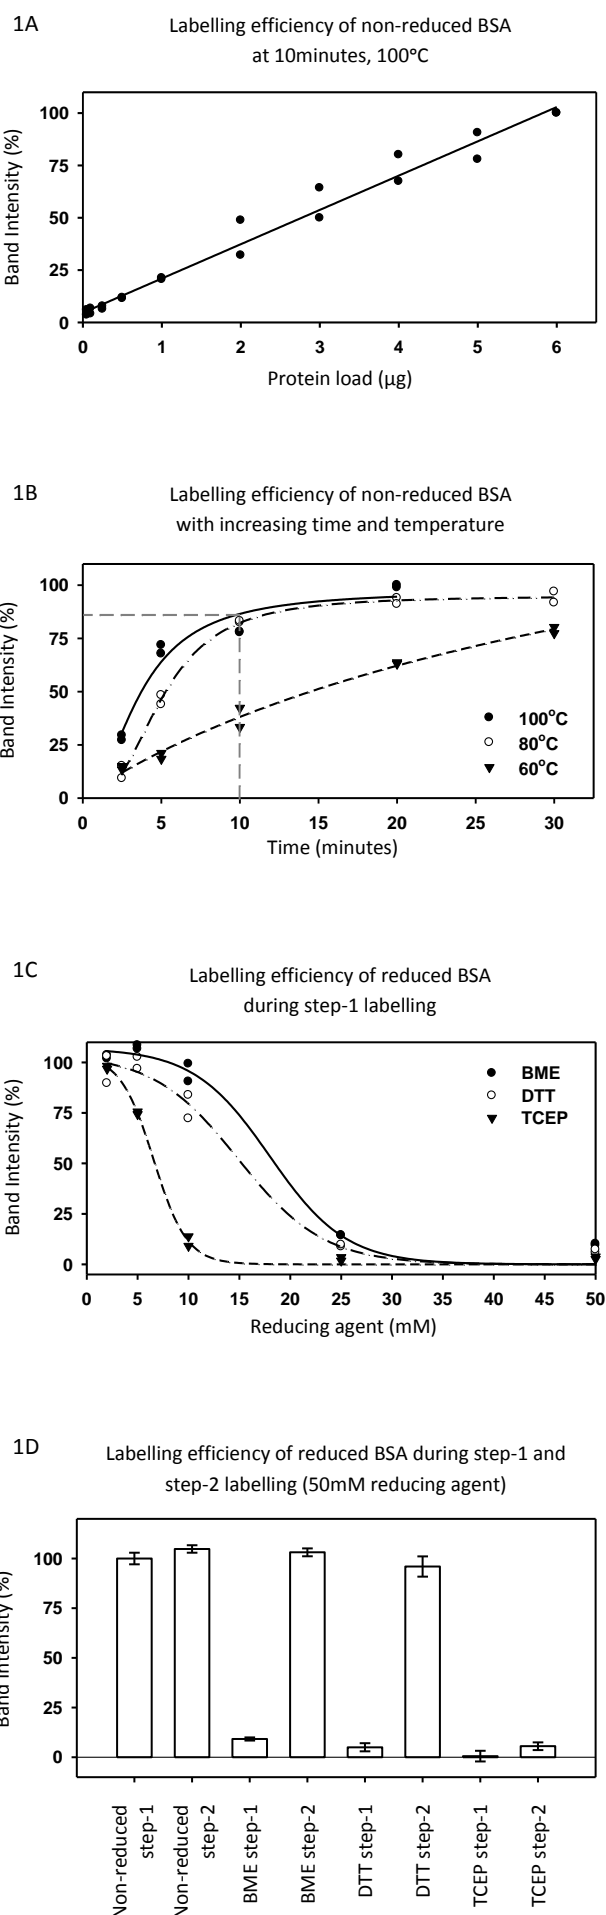 1A
Labelling efficiency of non-reduced BSA
at 10minutes, 100°C
Band Intensity (%)
100
75
50
25
0
0 1 2 3 4 5 6
Protein load (µg)
1B
Labelling efficiency of non-reduced BSA
with increasing time and temperature
Band Intensity (%)
100
75
50
25
0
100°C
80°C
60°C
0 5 10 15 20 25 30
Time (minutes)
1C
Labelling efficiency of reduced BSA
during step-1 labelling
Band Intensity (%)
100
75
50
25
0
BME
DTT
TCEP
0 5 10 15 20 25 30 35 40 45 50
Reducing agent (mM)
1D
Labelling efficiency of reduced BSA during step-1 and
step-2 labelling (50mM reducing agent)
Band Intensity (%)
100
75
50
25
0
Non-reduced
step-1
Non-reduced
step-2
BME step-1
BME step-2
DTT step-1
DTT step-2
TCEP step-1
TCEP step-2